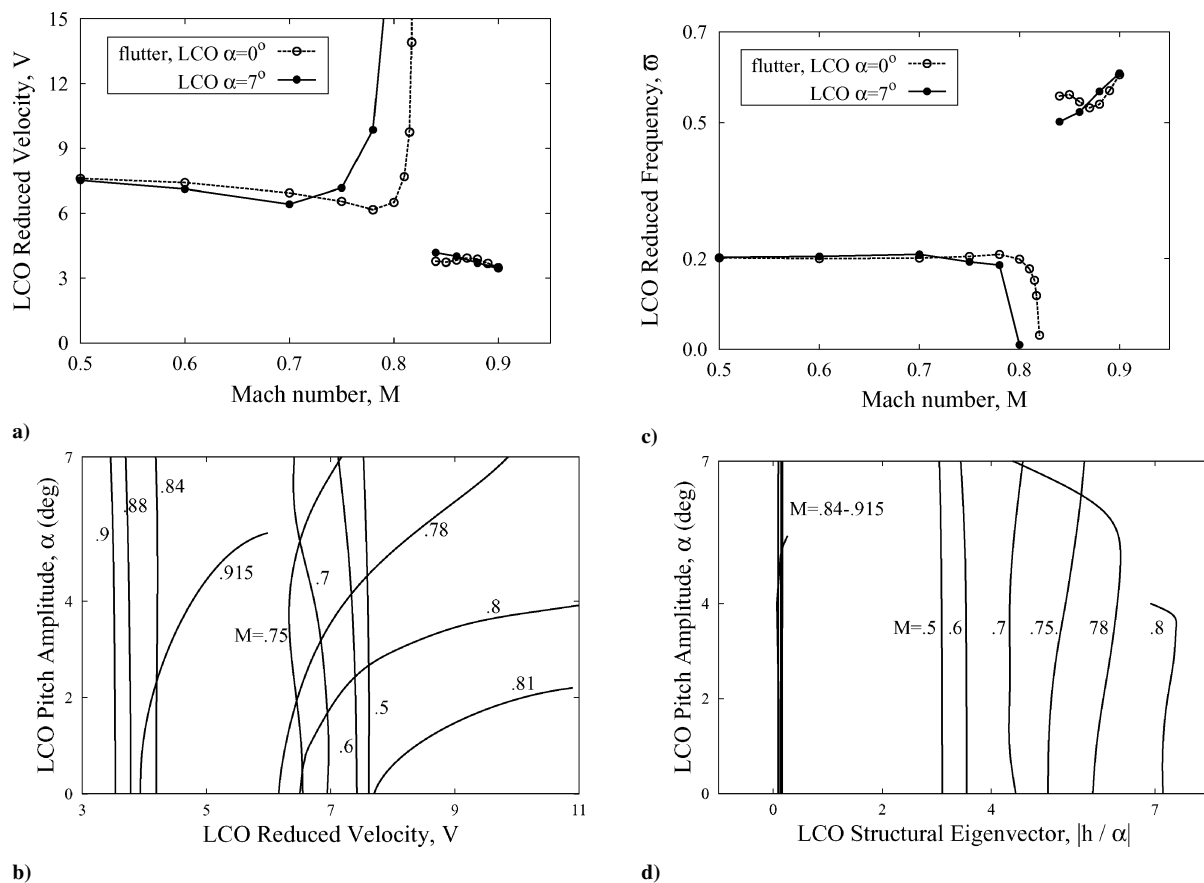 a)
LCO Reduced Velocity, V
15
12
9
6
3
0
flutter, LCO α=0°
LCO α=7°
0.5 0.6 0.7 0.8 0.9
Mach number, M
c)
LCO Reduced Frequency, ϖ
0.7
0.5
0.2
0.0
flutter, LCO α=0°
LCO α=7°
0.5 0.6 0.7 0.8 0.9
Mach number, M
b)
LCO Pitch Amplitude, α (deg)
7
4
2
0
.9
.88
.84
.915
M=.75
.7
.78
.8
.81
.6
.5
3 5 7 9 11
LCO Reduced Velocity, V
d)
LCO Pitch Amplitude, α (deg)
7
4
2
0
M=.84-.915
M=.5 .6 .7 .75. 78 .8
0 2 4 7
LCO Structural Eigenvector, |h / α|